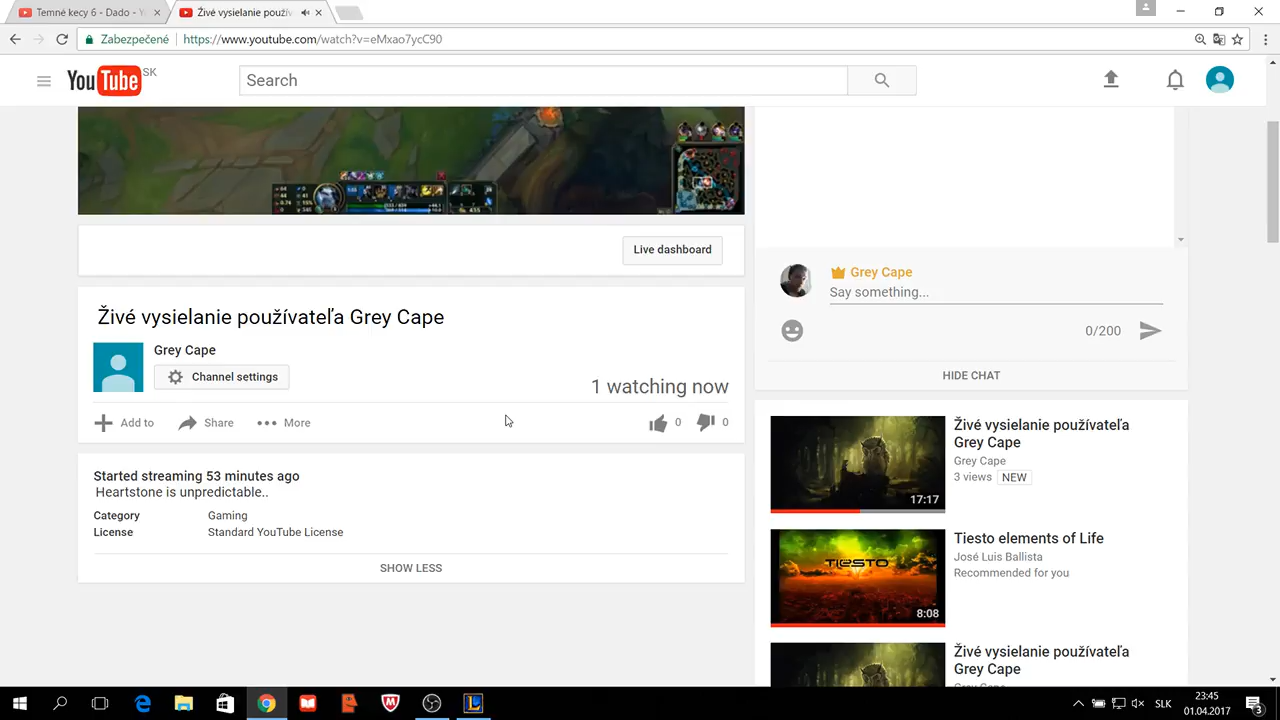 Temné kecy 6 - Dado - Y
Živé vysielanie používa
Zabezpečené
https://www.youtube.com/watch?v=eMxao7ycC90
YouTube SK
Search
Live dashboard
Živé vysielanie používateľa Grey Cape
Grey Cape
Channel settings
1 watching now
Add to
Share
More
0
0
Started streaming 53 minutes ago
Heartstone is unpredictable..
Category Gaming
License Standard YouTube License
SHOW LESS
Grey Cape
Say something...
0/200
HIDE CHAT
Živé vysielanie používateľa
Grey Cape
Grey Cape
3 views NEW
17:17
Tiesto elements of Life
José Luis Ballista
Recommended for you
TIËSTO
8:08
Živé vysielanie používateľa
Grey Cape
SLK
23:45
01.04.2017
3